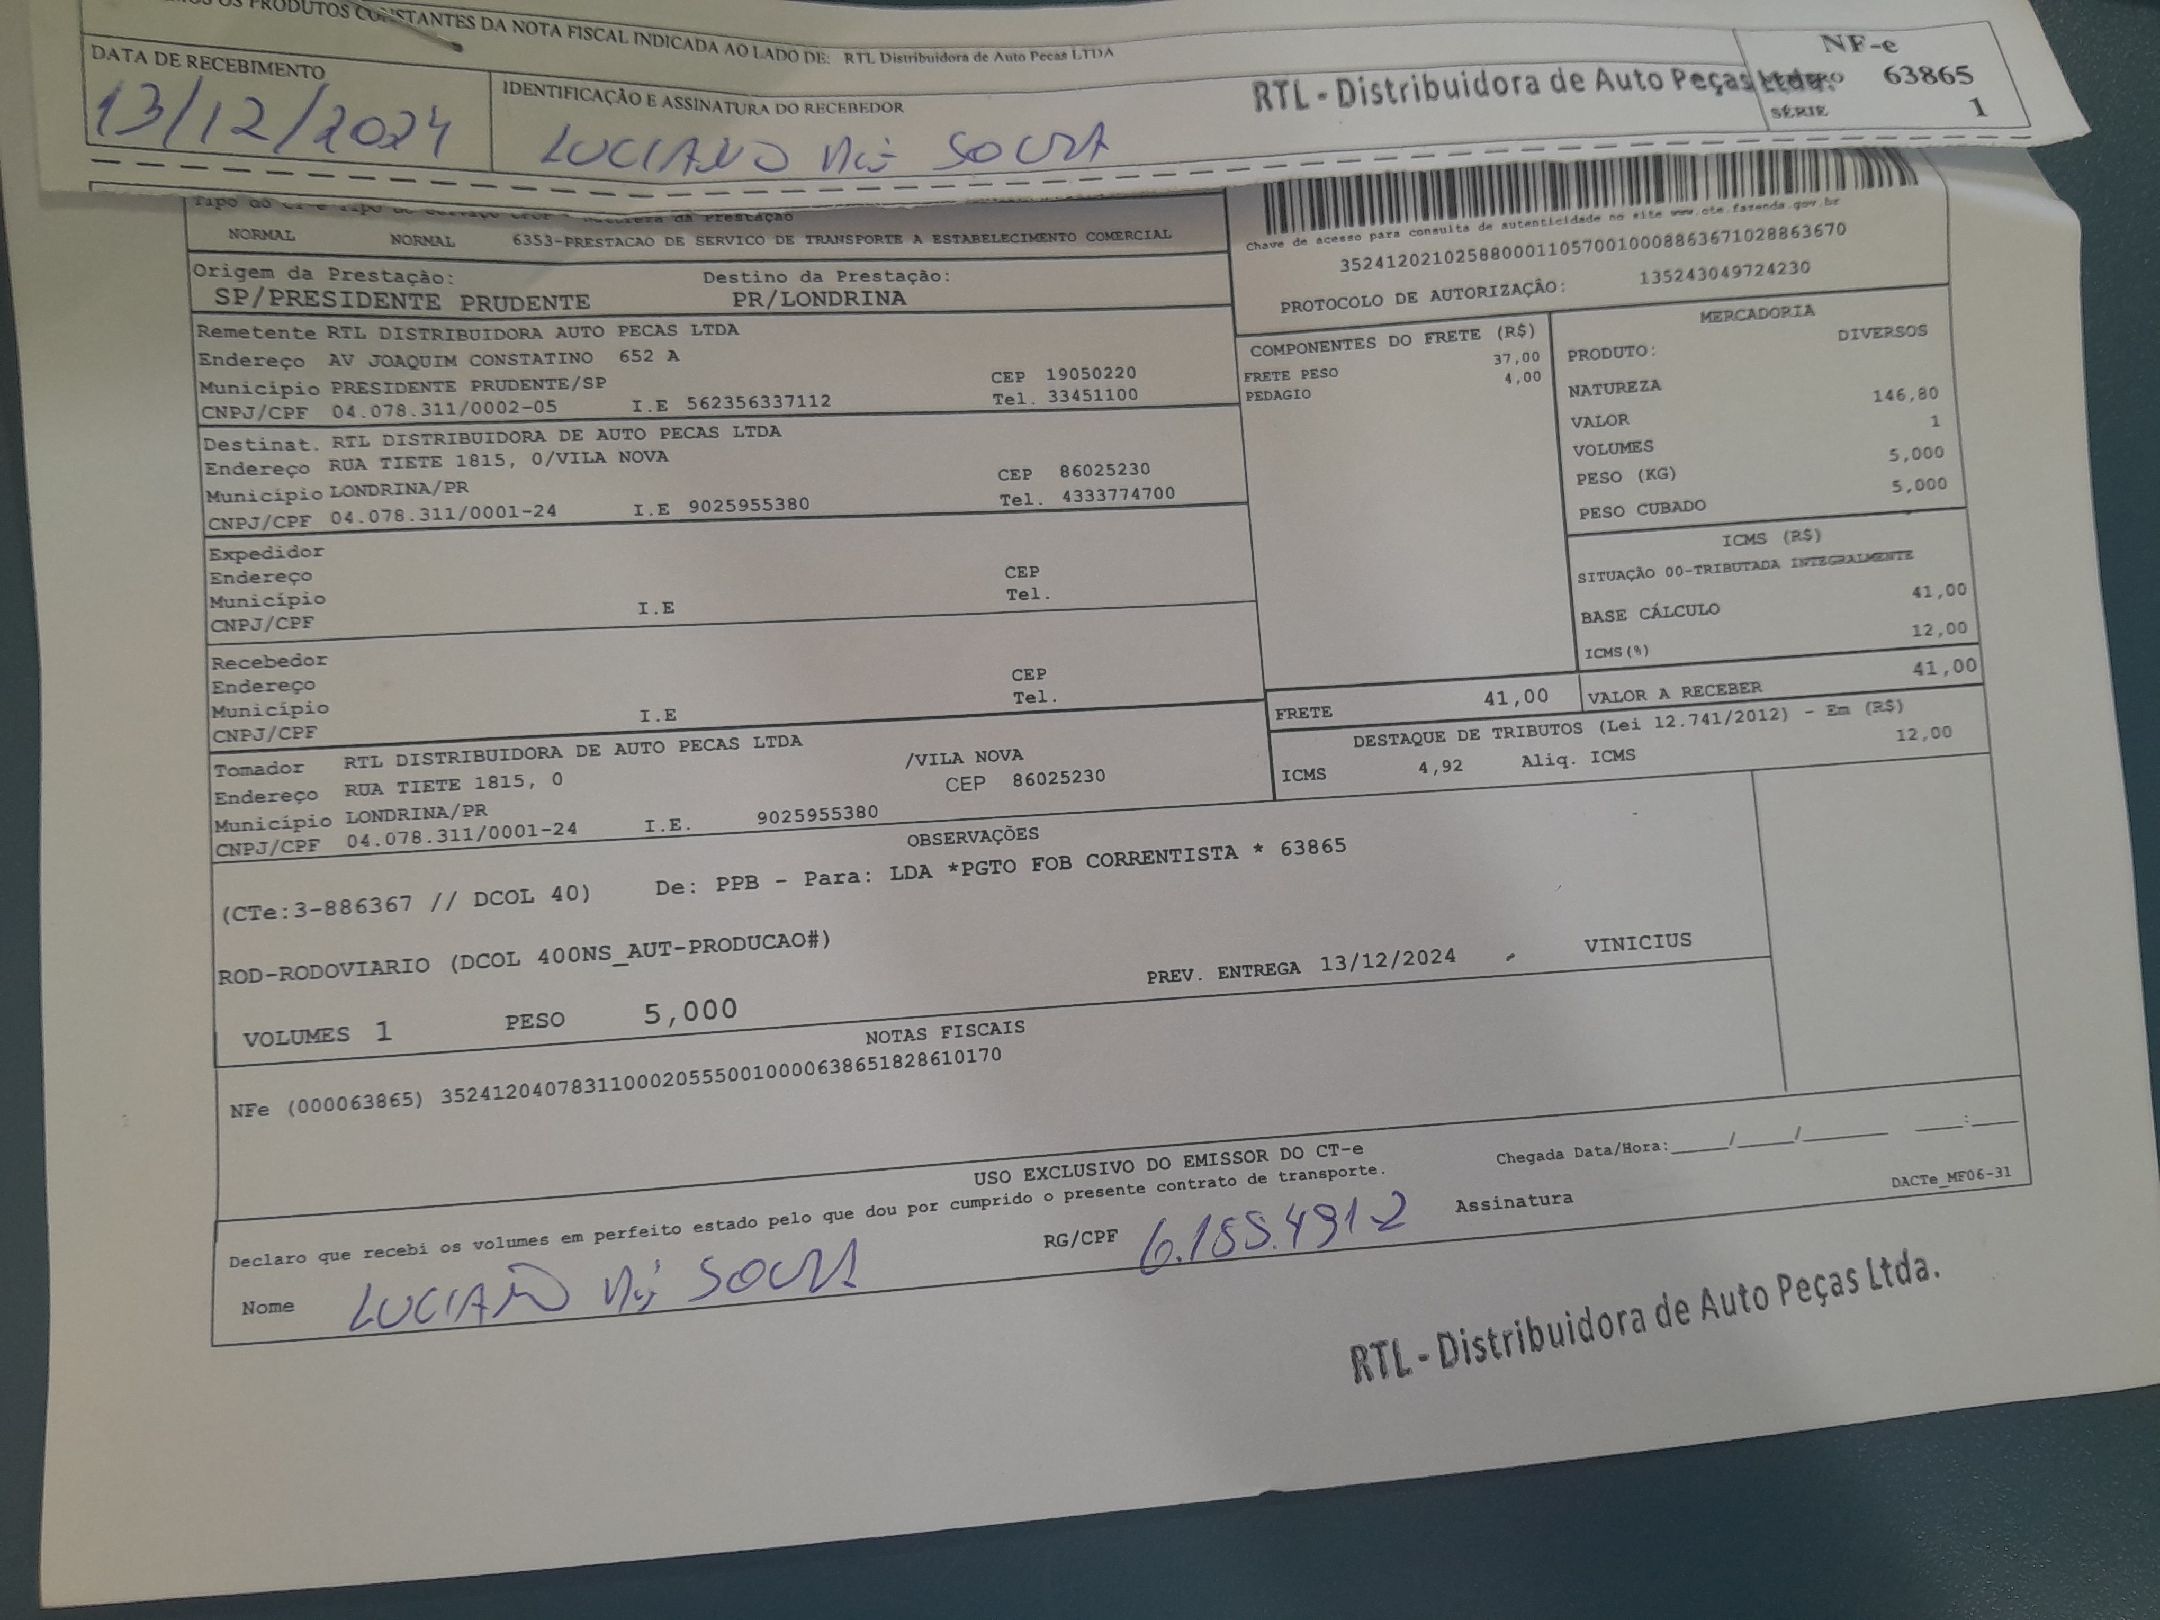 OS PRODUTOS CONSTANTES DA NOTA FISCAL INDICADA AO LADO DE: RTL Distribuidora de Auto Pecas LTDA
DATA DE RECEBIMENTO
13/12/2024
IDENTIFICAÇÃO E ASSINATURA DO RECEBEDOR
LUCIANO DE SOUZA
RTL - Distribuidora de Auto Peças Ltda.
NF-e
NÚMERO 63865
SÉRIE 1
NORMAL NORMAL 6353-PRESTACAO DE SERVICO DE TRANSPORTE A ESTABELECIMENTO COMERCIAL
Chave de acesso para consulta de autenticidade no site www.cte.fazenda.gov.br
35241202102588000110570010008863671028863670
PROTOCOLO DE AUTORIZAÇÃO: 135243049724230
Origem da Prestação: Destino da Prestação:
SP/PRESIDENTE PRUDENTE PR/LONDRINA
Remetente RTL DISTRIBUIDORA AUTO PECAS LTDA
Endereço AV JOAQUIM CONSTATINO 652 A
Município PRESIDENTE PRUDENTE/SP CEP 19050220
CNPJ/CPF 04.078.311/0002-05 I.E 562356337112 Tel. 33451100
Destinat. RTL DISTRIBUIDORA DE AUTO PECAS LTDA
Endereço RUA TIETE 1815, 0/VILA NOVA
Município LONDRINA/PR CEP 86025230
CNPJ/CPF 04.078.311/0001-24 I.E 9025955380 Tel. 4333774700
Expedidor
Endereço
Município CEP
CNPJ/CPF I.E Tel.
Recebedor
Endereço
Município CEP
CNPJ/CPF I.E Tel.
Tomador RTL DISTRIBUIDORA DE AUTO PECAS LTDA
Endereço RUA TIETE 1815, 0 /VILA NOVA
Município LONDRINA/PR CEP 86025230
CNPJ/CPF 04.078.311/0001-24 I.E. 9025955380
COMPONENTES DO FRETE (R$)
FRETE PESO 37,00
PEDAGIO 4,00
MERCADORIA
PRODUTO: DIVERSOS
NATUREZA
VALOR 146,80
VOLUMES 1
PESO (KG) 5,000
PESO CUBADO 5,000
ICMS (R$)
SITUAÇÃO 00-TRIBUTADA INTEGRALMENTE
BASE CÁLCULO 41,00
ICMS(%) 12,00
FRETE 41,00 VALOR A RECEBER 41,00
DESTAQUE DE TRIBUTOS (Lei 12.741/2012) - Em (R$)
ICMS 4,92 Aliq. ICMS 12,00
OBSERVAÇÕES
(CTe:3-886367 // DCOL 40) De: PPB - Para: LDA *PGTO FOB CORRENTISTA * 63865
ROD-RODOVIARIO (DCOL 400NS_AUT-PRODUCAO#)
PREV. ENTREGA 13/12/2024 VINICIUS
VOLUMES 1 PESO 5,000
NOTAS FISCAIS
NFe (000063865) 35241204078311000205550010000638651828610170
USO EXCLUSIVO DO EMISSOR DO CT-e
Declaro que recebi os volumes em perfeito estado pelo que dou por cumprido o presente contrato de transporte.
Chegada Data/Hora:____/____/______ ___:___
Nome LUCIANO DE SOUZA RG/CPF 6.155.4912 Assinatura
DACTe_MF06-31
RTL - Distribuidora de Auto Peças Ltda.